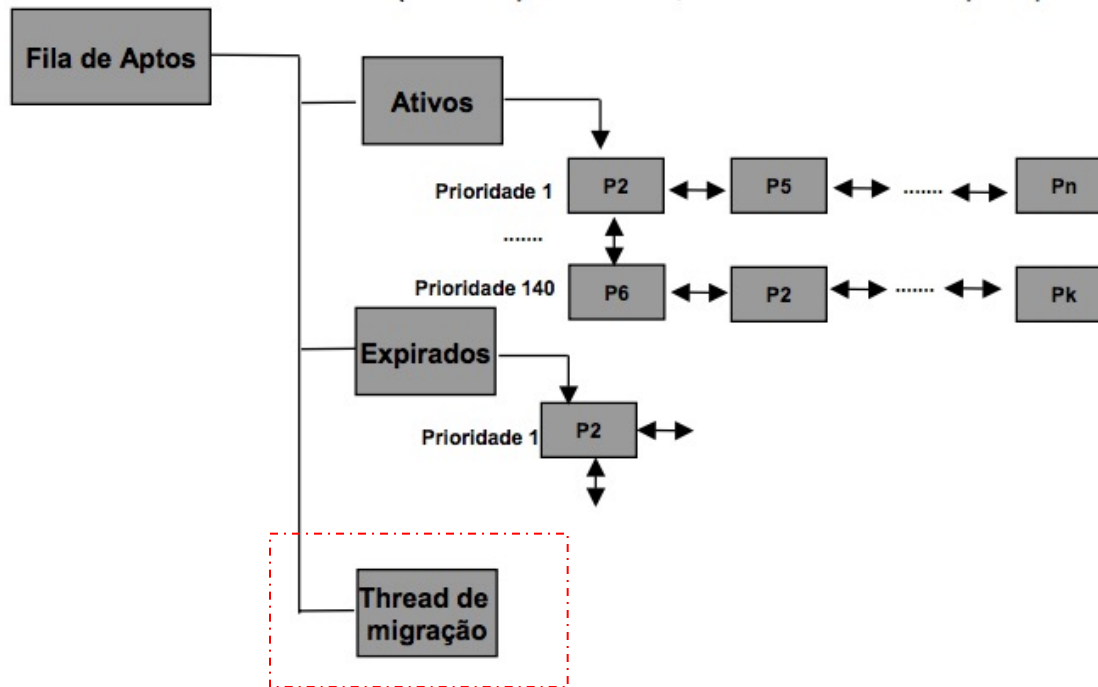 Fila de Aptos
Ativos
Prioridade 1
P2
P5
.......
Pn
.......
Prioridade 140
P6
P2
.......
Pk
Expirados
Prioridade 1
P2
Thread de
migração